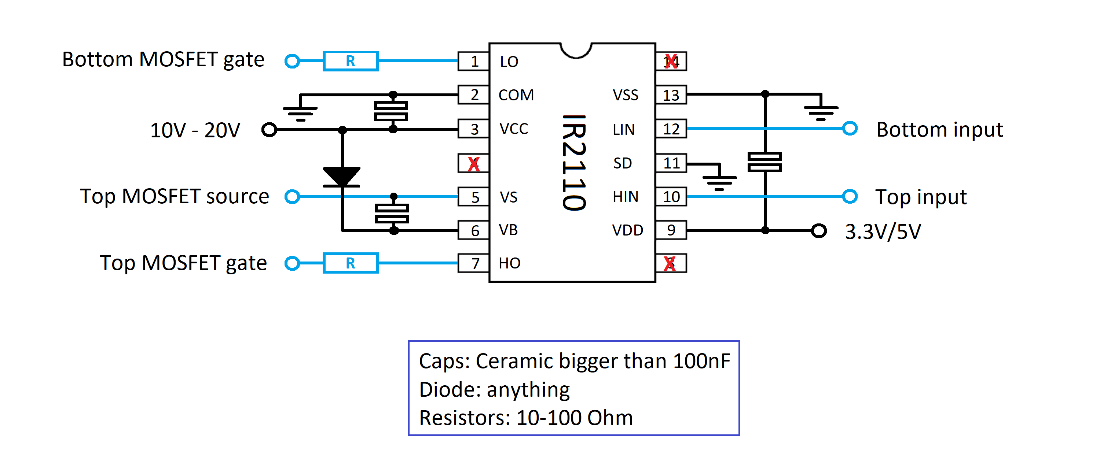 Bottom MOSFET gate
R
1
LO
COM
2
VCC
3
10V - 20V
X
Top MOSFET source
5
VS
6
VB
Top MOSFET gate
R
7
HO
IR2110
14
X
VSS
13
LIN
12
Bottom input
SD
11
HIN
10
Top input
VDD
9
3.3V/5V
X
Caps: Ceramic bigger than 100nF
Diode: anything
Resistors: 10-100 Ohm